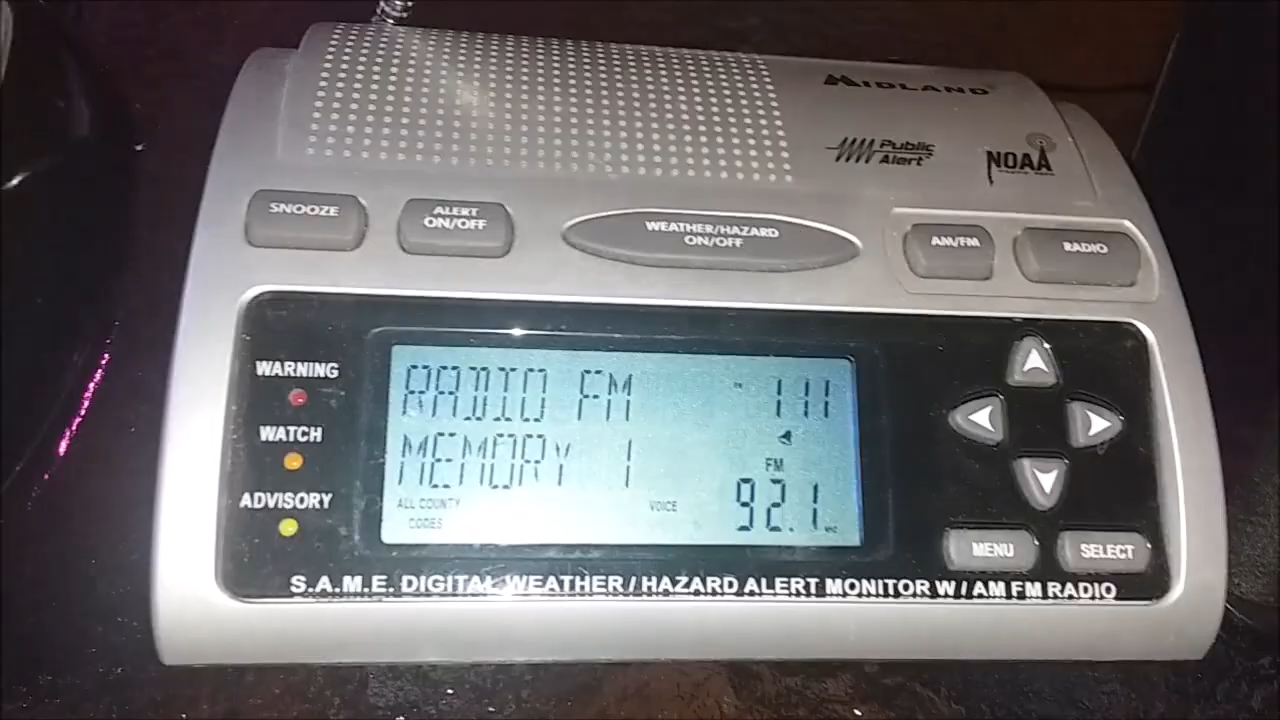 MIDLAND
Public
Alert
NOAA
SNOOZE
ALERT
ON/OFF
WEATHER/HAZARD
ON/OFF
AM/FM
RADIO
WARNING
WATCH
ADVISORY
RADIO FM
1:11
MEMORY 1
FM
ALL COUNTY
CODES
VOICE
92.1
MENU
SELECT
S.A.M.E. DIGITAL WEATHER / HAZARD ALERT MONITOR W / AM FM RADIO